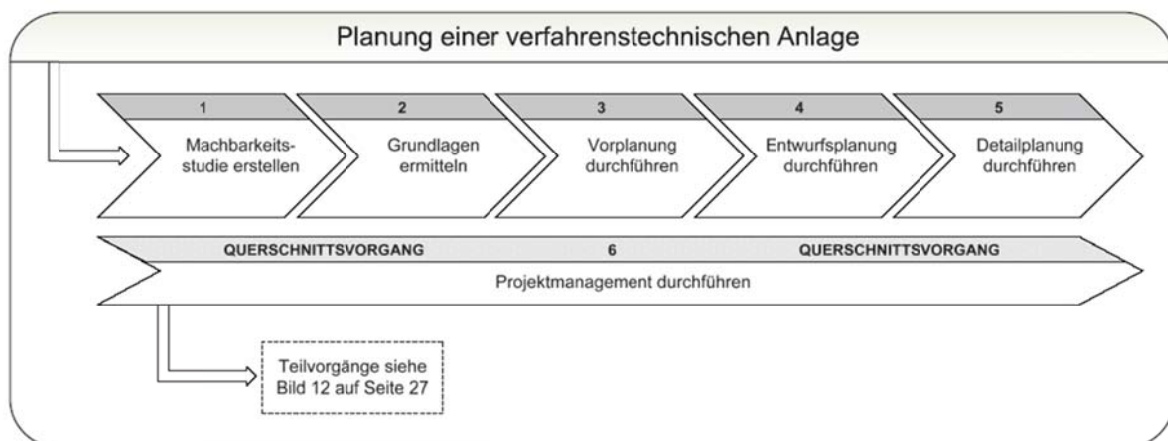 Planung einer verfahrenstechnischen Anlage
1
Machbarkeits-
studie erstellen
2
Grundlagen
ermitteln
3
Vorplanung
durchführen
4
Entwurfsplanung
durchführen
5
Detailplanung
durchführen
QUERSCHNITTSVORGANG 6 QUERSCHNITTSVORGANG
Projektmanagement durchführen
Teilvorgänge siehe
Bild 12 auf Seite 27